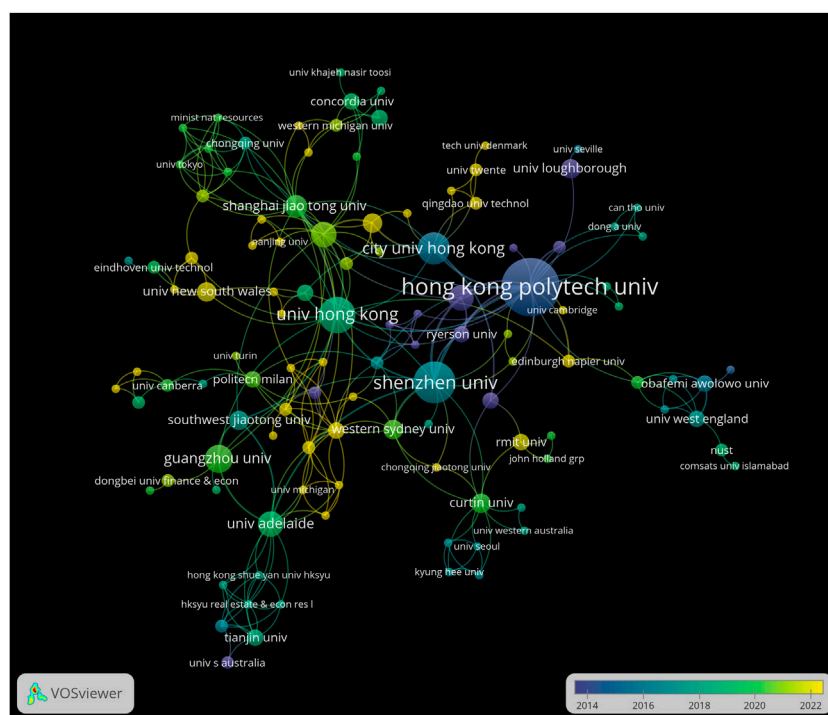 univ khajeh nasir toosi
concordia univ
minist nat resources
western michigan univ
chongqing univ
tech univ denmark
univ seville
univ tokyo
univ twente
univ loughborough
shanghai jiao tong univ
qingdao univ technol
can tho univ
dong a univ
nanjing univ
city univ hong kong
eindhoven univ technol
hong kong polytech univ
univ new south wales
univ hong kong
univ cambridge
ryerson univ
univ turin
edinburgh napier univ
politecn milan
shenzhen univ
obafemi awolowo univ
univ canberra
southwest jiaotong univ
western sydney univ
univ west england
rmit univ
nust
guangzhou univ
john holland grp
chongqing jiaotong univ
comsats univ islamabad
dongbei univ finance & econ
univ michigan
curtin univ
univ adelaide
univ western australia
univ seoul
hong kong shue yan univ hksyu
kyung hee univ
hksyu real estate & econ res l
tianjin univ
univ s australia
VOSviewer
2014 2016 2018 2020 2022